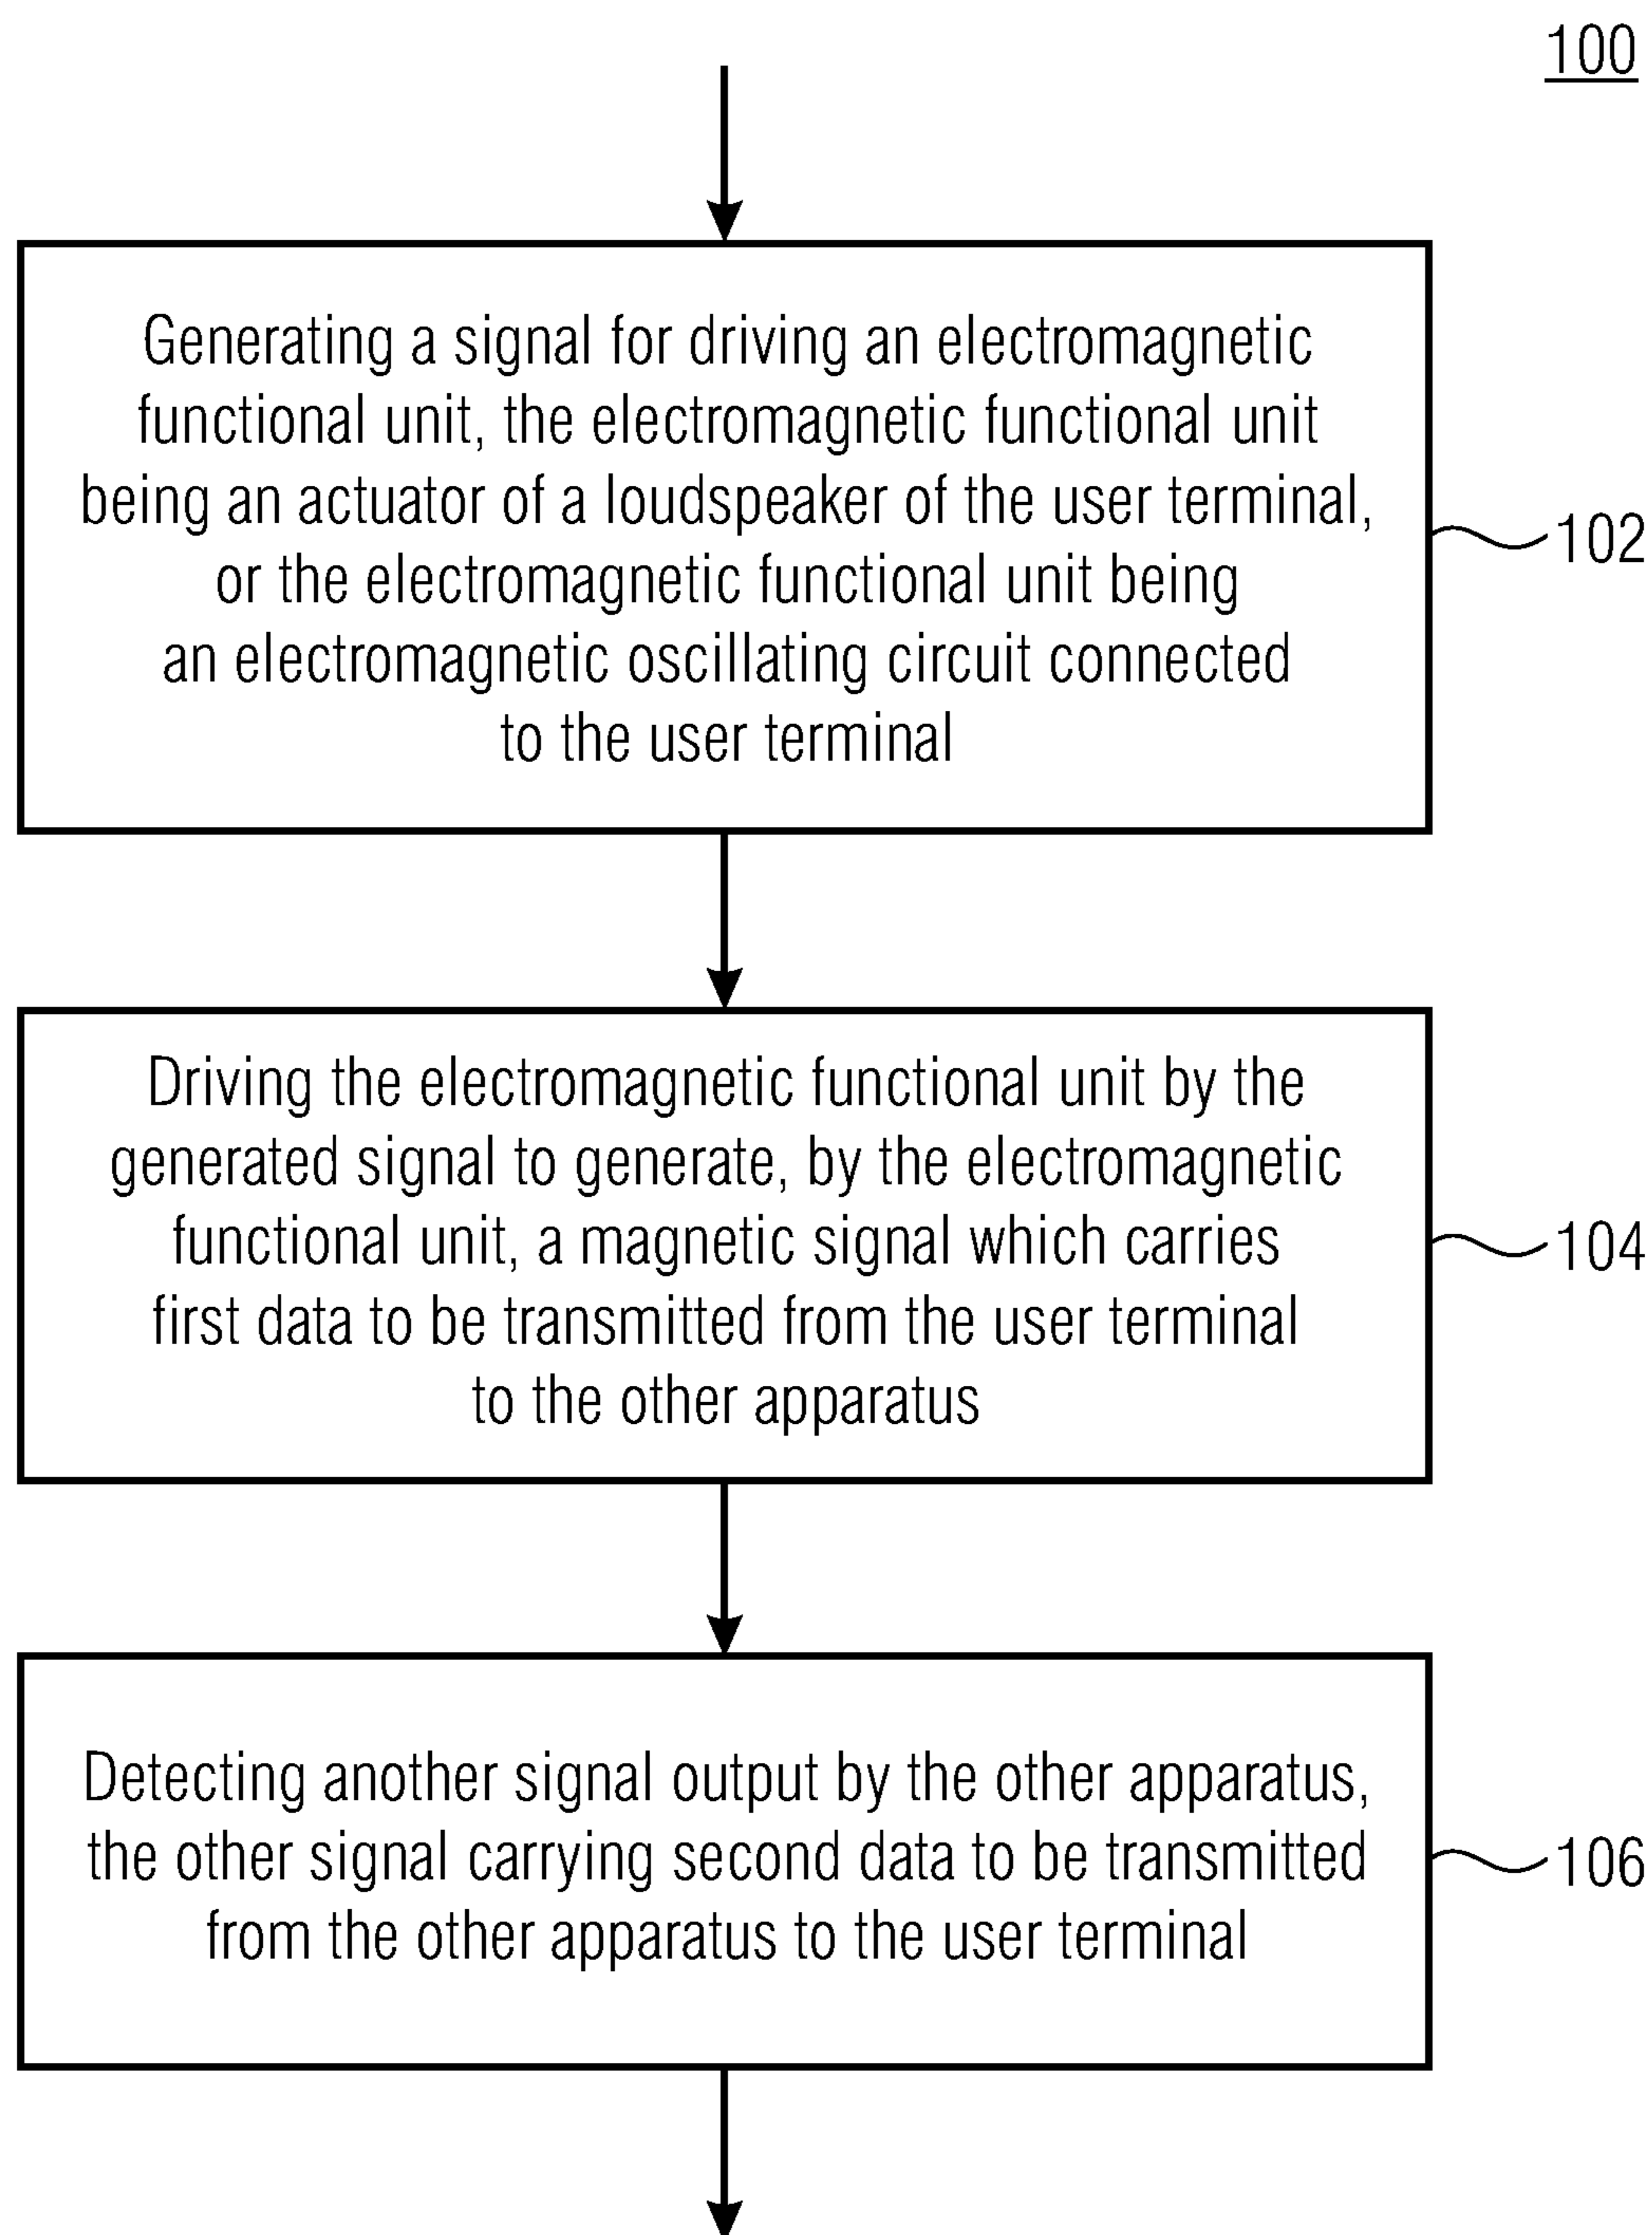 100
Generating a signal for driving an electromagnetic
functional unit, the electromagnetic functional unit
being an actuator of a loudspeaker of the user terminal,
or the electromagnetic functional unit being
an electromagnetic oscillating circuit connected
to the user terminal
102
Driving the electromagnetic functional unit by the
generated signal to generate, by the electromagnetic
functional unit, a magnetic signal which carries
first data to be transmitted from the user terminal
to the other apparatus
104
Detecting another signal output by the other apparatus,
the other signal carrying second data to be transmitted
from the other apparatus to the user terminal
106